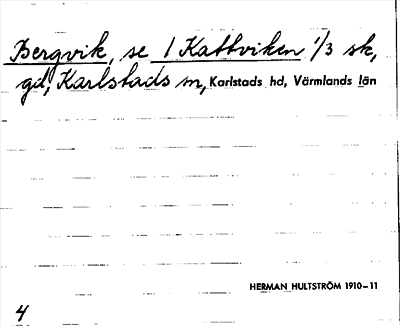 Bergvik, se 1 Kattviken 1/3 sk,
gd, Karlstads sn, Karlstads hd, Värmlands län
HERMAN HULTSTRÖM 1910-11
4